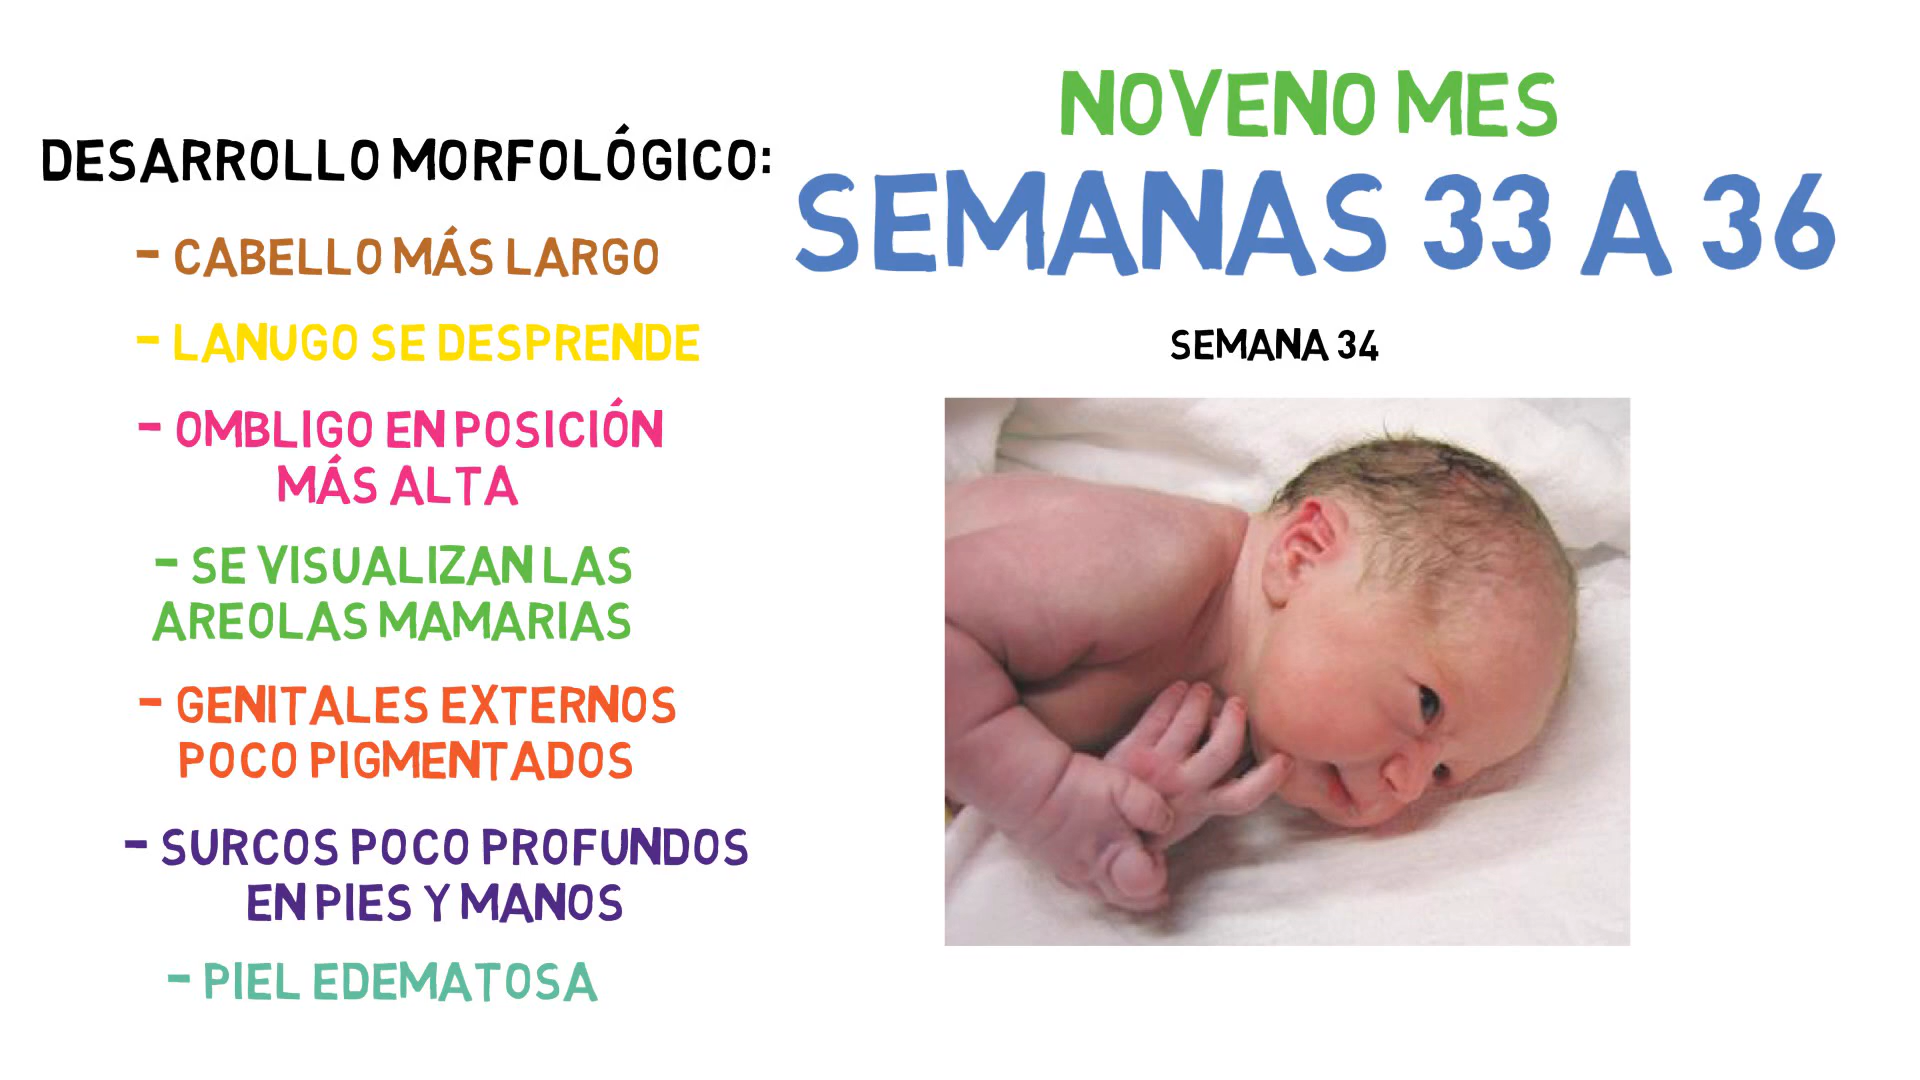 NOVENO MES
SEMANAS 33 A 36
DESARROLLO MORFOLÓGICO:
- CABELLO MÁS LARGO
- LANUGO SE DESPRENDE
- OMBLIGO EN POSICIÓN
MÁS ALTA
- SE VISUALIZAN LAS
AREOLAS MAMARIAS
- GENITALES EXTERNOS
POCO PIGMENTADOS
- SURCOS POCO PROFUNDOS
EN PIES Y MANOS
- PIEL EDEMATOSA
SEMANA 34